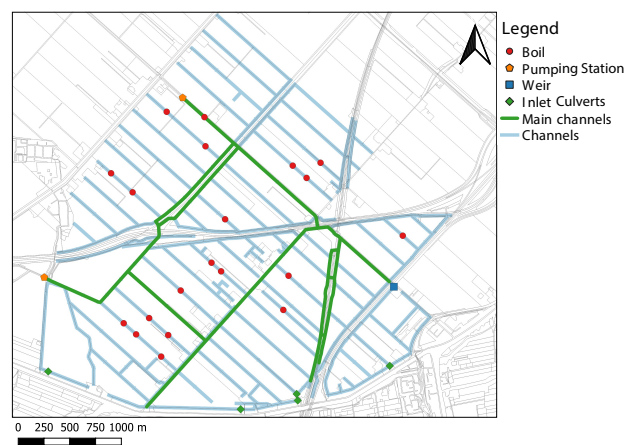 Legend
Boil
Pumping Station
Weir
Inlet Culverts
Main channels
Channels
0 250 500 750 1000 m